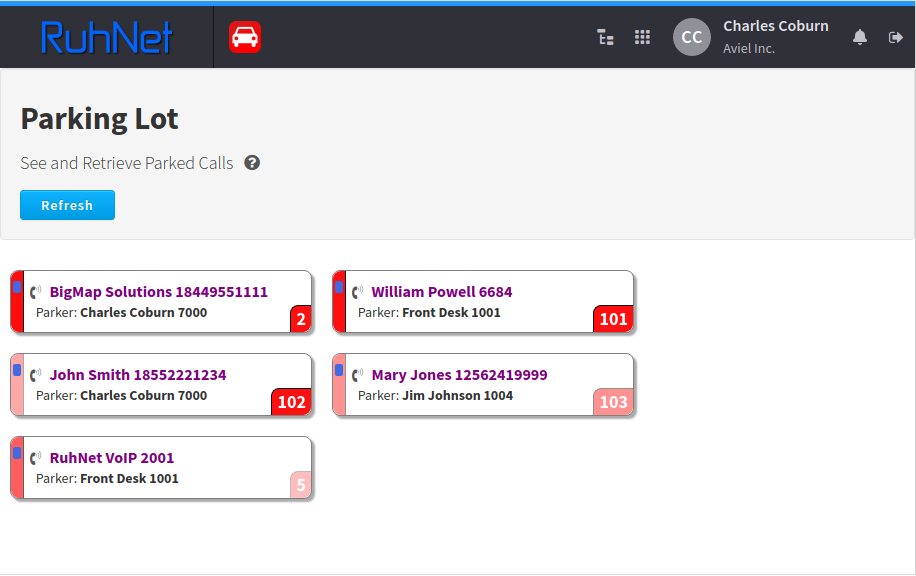 RuhNet
CC
Charles Coburn
Aviel Inc.
Parking Lot
See and Retrieve Parked Calls ?
Refresh
BigMap Solutions 18449551111
Parker: Charles Coburn 7000
2
William Powell 6684
Parker: Front Desk 1001
101
John Smith 18552221234
Parker: Charles Coburn 7000
102
Mary Jones 12562419999
Parker: Jim Johnson 1004
103
RuhNet VoIP 2001
Parker: Front Desk 1001
5